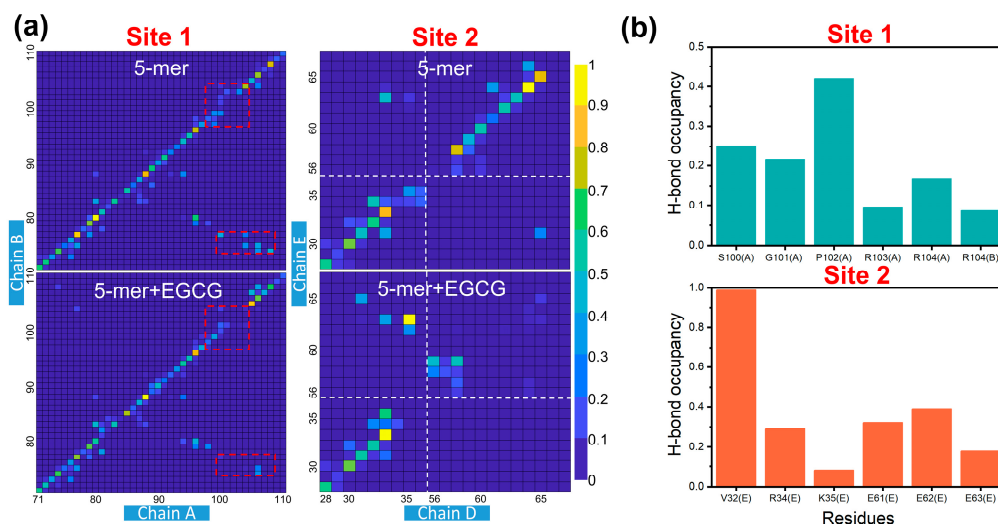 (a)
Site 1
Site 2
5-mer
5-mer
110
100
90
80
71
65
60
56
35
30
1
0.9
0.8
0.7
0.6
0.5
0.4
0.3
0.2
0.1
0
Chain B
Chain E
5-mer+EGCG
5-mer+EGCG
110
100
90
80
65
60
56
35
30
71 80 90 100 110
28 30 35 56 60 65
Chain A
Chain D
(b)
Site 1
H-bond occupancy
0.5
0.4
0.3
0.2
0.1
0.0
S100(A) G101(A) P102(A) R103(A) R104(A) R104(B)
Site 2
H-bond occupancy
1.0
0.8
0.6
0.4
0.2
0.0
V32(E) R34(E) K35(E) E61(E) E62(E) E63(E)
Residues